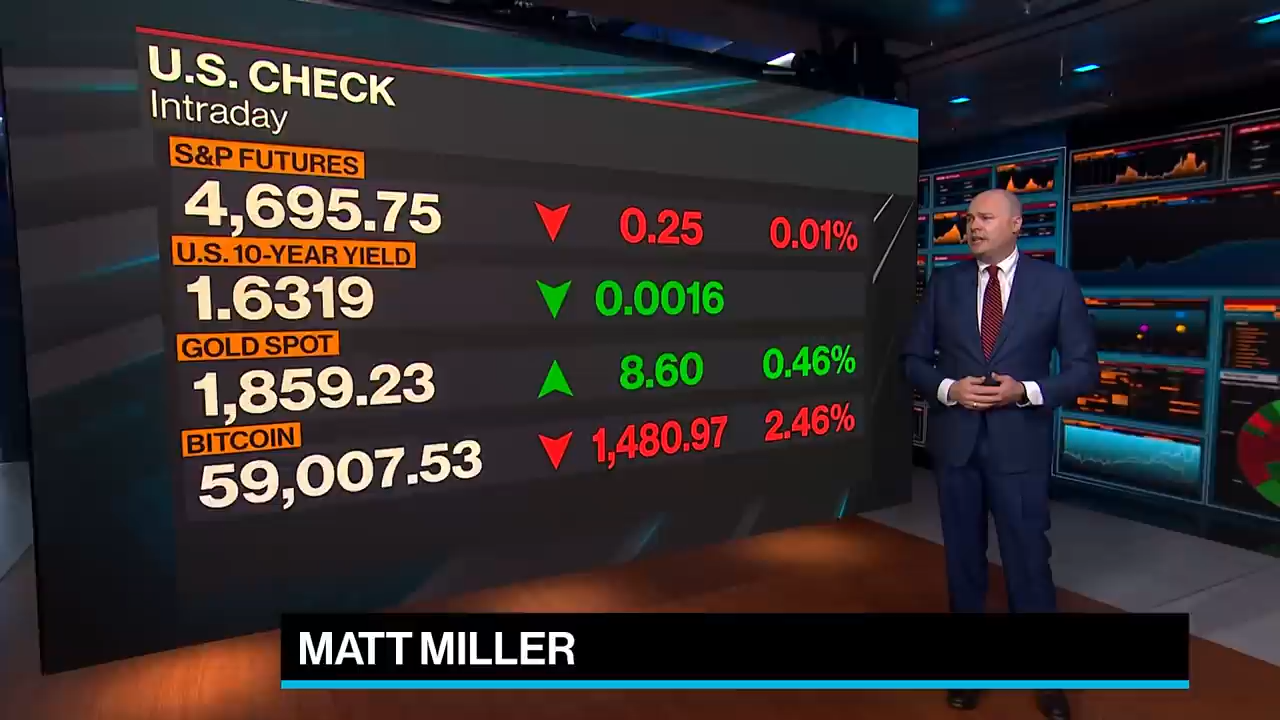 U.S. CHECK
Intraday
S&P FUTURES
4,695.75 0.25 0.01%
U.S. 10-YEAR YIELD
1.6319 0.0016
GOLD SPOT
1,859.23 8.60 0.46%
BITCOIN
59,007.53 1,480.97 2.46%
MATT MILLER